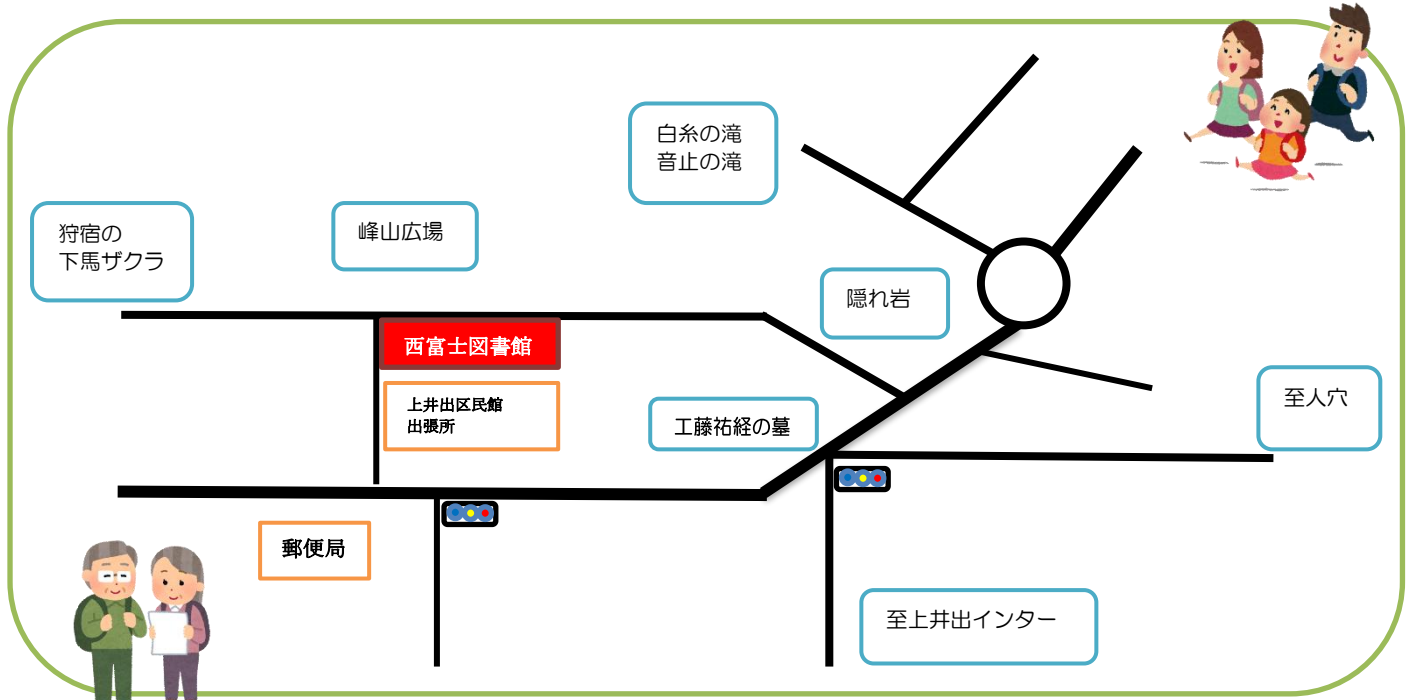 白糸の滝
音止の滝
狩宿の
下馬ザクラ
峰山広場
隠れ岩
西富士図書館
至人穴
上井出区民館
出張所
工藤祐経の墓
郵便局
至上井出インター